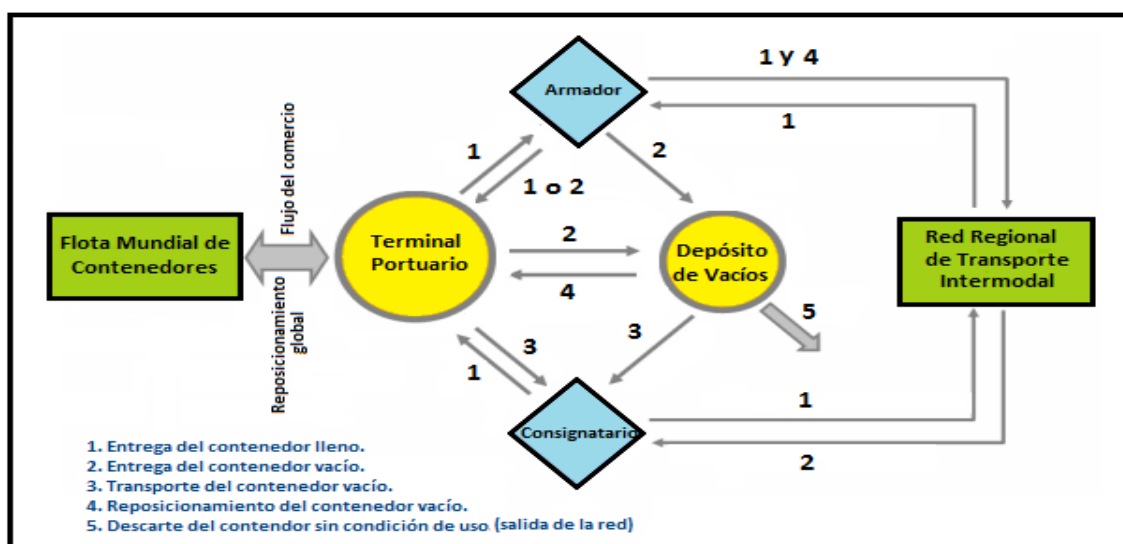 1 y 4
Armador
1
1
2
1 o 2
Flujo del comercio
Flota Mundial de
Contenedores
Terminal
Portuario
2
4
Depósito
de Vacíos
Red Regional
de Transporte
Intermodal
5
Reposicionamiento
global
3
3
1
Consignatario
1
2
1. Entrega del contenedor lleno.
2. Entrega del contenedor vacío.
3. Transporte del contenedor vacío.
4. Reposicionamiento del contenedor vacío.
5. Descarte del contendor sin condición de uso (salida de la red)